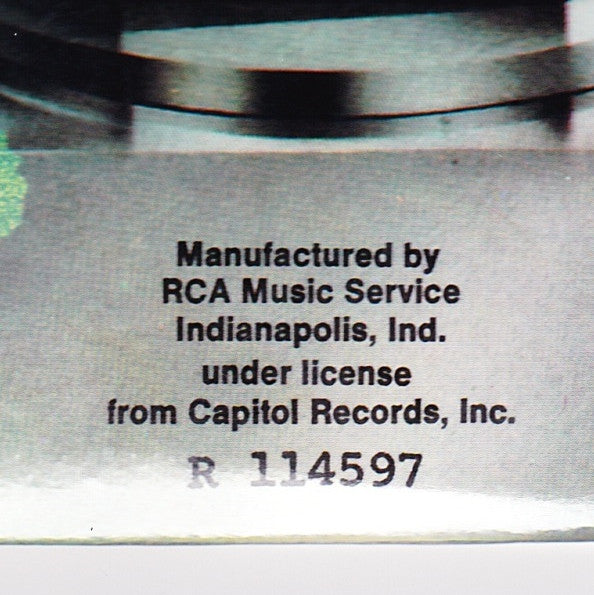 Manufactured by
RCA Music Service
Indianapolis, Ind.
under license
from Capitol Records, Inc.
R 114597